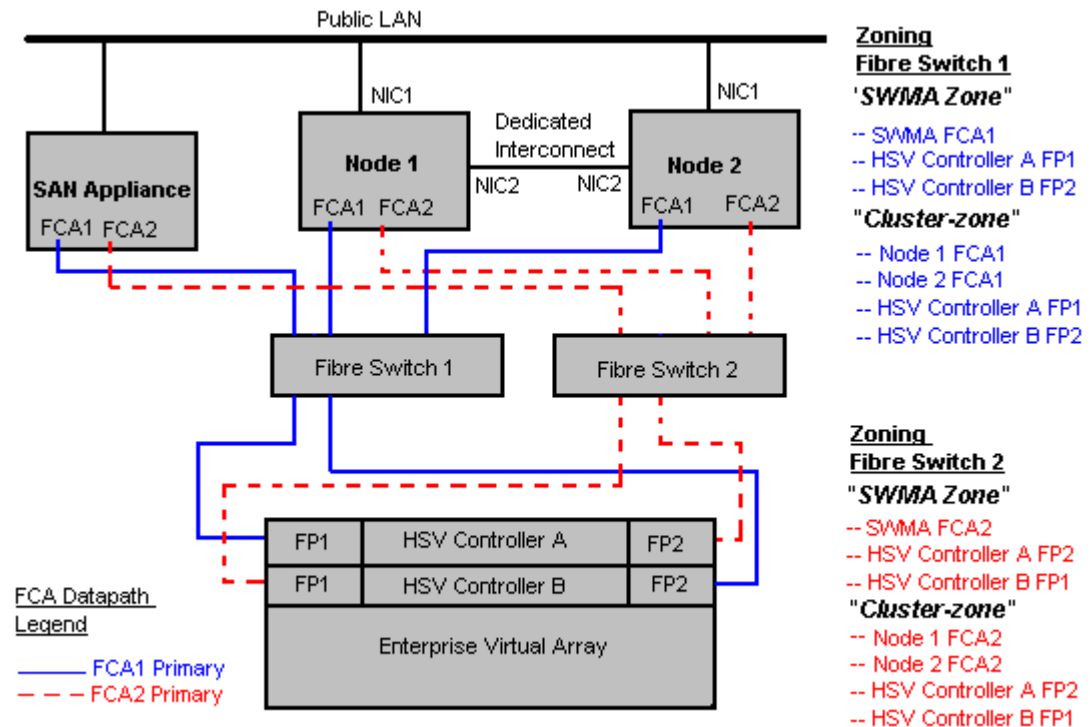 Public LAN
NIC1
NIC1
Dedicated
Interconnect
NIC2
NIC2
SAN Appliance
FCA1
FCA2
Node 1
FCA1
FCA2
Node 2
FCA1
FCA2
Fibre Switch 1
Fibre Switch 2
FP1
HSV Controller A
FP2
FP1
HSV Controller B
FP2
Enterprise Virtual Array
FCA Datapath
Legend
FCA1 Primary
FCA2 Primary
Zoning
Fibre Switch 1
"SWMA Zone"
-- SWMA FCA1
-- HSV Controller A FP1
-- HSV Controller B FP2
"Cluster-zone"
-- Node 1 FCA1
-- Node 2 FCA1
-- HSV Controller A FP1
-- HSV Controller B FP2
Zoning
Fibre Switch 2
"SWMA Zone"
-- SWMA FCA2
-- HSV Controller A FP2
-- HSV Controller B FP1
"Cluster-zone"
-- Node 1 FCA2
-- Node 2 FCA2
-- HSV Controller A FP2
-- HSV Controller B FP1